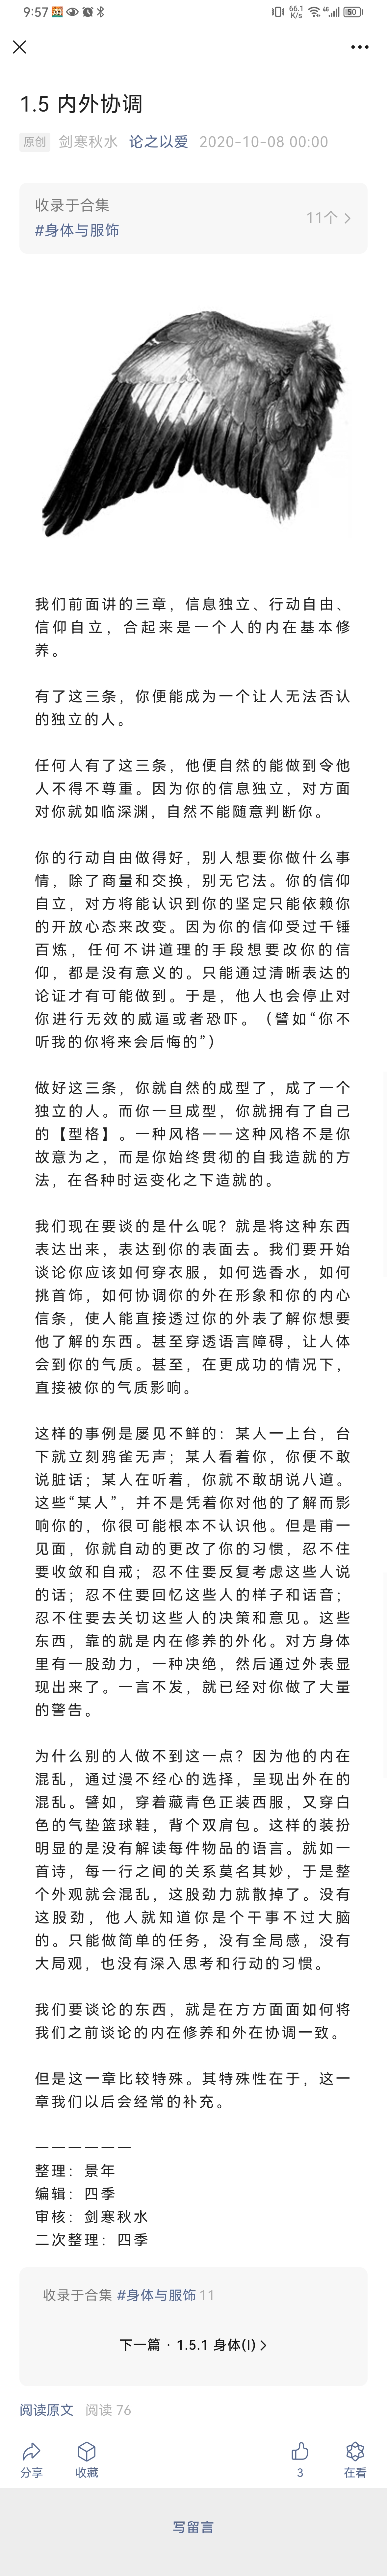 9:57
66.1
K/s
4G
50
1.5 内外协调
原创 剑寒秋水 论之以爱 2020-10-08 00:00
收录于合集
#身体与服饰
11个
我们前面讲的三章，信息独立、行动自由、
信仰自立，合起来是一个人的内在基本修
养。
有了这三条，你便能成为一个让人无法否认
的独立的人。
任何人有了这三条，他便自然的能做到令他
人不得不尊重。因为你的信息独立，对方面
对你就如临深渊，自然不能随意判断你。
你的行动自由做得好，别人想要你做什么事
情，除了商量和交换，别无它法。你的信仰
自立，对方将能认识到你的坚定只能依赖你
的开放心态来改变。因为你的信仰受过千锤
百炼，任何不讲道理的手段想要改你的信
仰，都是没有意义的。只能通过清晰表达的
论证才有可能做到。于是，他人也会停止对
你进行无效的威逼或者恐吓。（譬如“你不
听我的你将来会后悔的”）
做好这三条，你就自然的成型了，成了一个
独立的人。而你一旦成型，你就拥有了自己
的【型格】。一种风格——这种风格不是你
故意为之，而是你始终贯彻的自我造就的方
法，在各种时运变化之下造就的。
我们现在要谈的是什么呢？就是将这种东西
表达出来，表达到你的表面去。我们要开始
谈论你应该如何穿衣服，如何选香水，如何
挑首饰，如何协调你的外在形象和你的内心
信条，使人能直接透过你的外表了解你想要
他了解的东西。甚至穿透语言障碍，让人体
会到你的气质。甚至，在更成功的情况下，
直接被你的气质影响。
这样的事例是屡见不鲜的：某人一上台，台
下就立刻鸦雀无声；某人看着你，你便不敢
说脏话；某人在听着，你就不敢胡说八道。
这些“某人”，并不是凭着你对他的了解而影
响你的，你很可能根本不认识他。但是甫一
见面，你就自动的更改了你的习惯，忍不住
要收敛和自戒；忍不住要反复考虑这些人说
的话；忍不住要回忆这些人的样子和话音；
忍不住要去关切这些人的决策和意见。这些
东西，靠的就是内在修养的外化。对方身体
里有一股劲力，一种决绝，然后通过外表显
现出来了。一言不发，就已经对你做了大量
的警告。
为什么别的人做不到这一点？因为他的内在
混乱，通过漫不经心的选择，呈现出外在的
混乱。譬如，穿着藏青色正装西服，又穿白
色的气垫篮球鞋，背个双肩包。这样的装扮
明显的是没有解读每件物品的语言。就如一
首诗，每一行之间的关系莫名其妙，于是整
个外观就会混乱，这股劲力就散掉了。没有
这股劲，他人就知道你是个干事不过大脑
的。只能做简单的任务，没有全局感，没有
大局观，也没有深入思考和行动的习惯。
我们要谈论的东西，就是在方方面面如何将
我们之前谈论的内在修养和外在协调一致。
但是这一章比较特殊。其特殊性在于，这一
章我们以后会经常的补充。
——————
整理：景年
编辑：四季
审核：剑寒秋水
二次整理：四季
收录于合集 #身体与服饰 11
下一篇 · 1.5.1 身体(I)
阅读原文 阅读 76
分享 收藏 3 在看
写留言